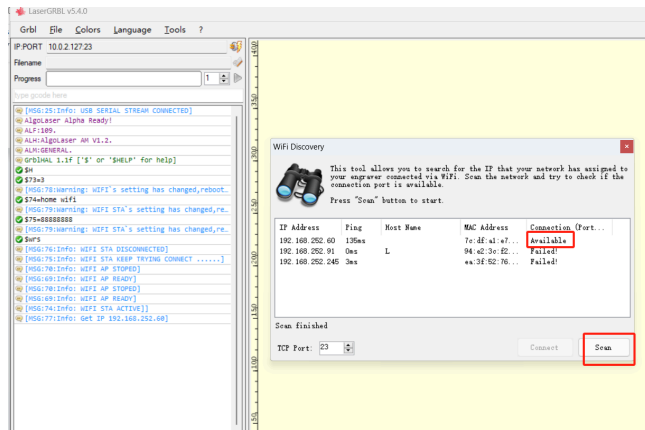 LaserGRBL v5.4.0
Grbl File Colors Language Tools ?
IP:PORT 10.0.2.127:23
Filename
Progress 1
type gcode here
[MSG:25:Info: USB SERIAL STREAM CONNECTED]
AlgoLaser Alpha Ready!
ALF:109.
ALH:AlgoLaser AM V1.2.
ALM:GENERAL.
GrblHAL 1.1f ['$' or '$HELP' for help]
$H
$73=3
[MSG:78:Warning: WIFI`s setting has changed,reboot…
$74=home wifi
[MSG:79:Warning: WIFI STA`s setting has changed,re…
$75=88888888
[MSG:79:Warning: WIFI STA`s setting has changed,re…
$wrs
[MSG:76:Info: WIFI STA DISCONNECTED]
[MSG:75:Info: WIFI STA KEEP TRYING CONNECT ......]
[MSG:70:Info: WIFI AP STOPED]
[MSG:69:Info: WIFI AP READY]
[MSG:70:Info: WIFI AP STOPED]
[MSG:69:Info: WIFI AP READY]
[MSG:74:Info: WIFI STA ACTIVE]]
[MSG:77:Info: Get IP 192.168.252.60]
WiFi Discovery
This tool allows you to search for the IP that your network has assigned to
your engraver connected via WiFi. Scan the network and try to check if the
connection port is available.
Press "Scan" button to start.
IP Address Ping Host Name MAC Address Connection (Port...
192.168.252.60 135ms 7c:df:a1:e7... Available
192.168.252.91 0ms L 94:e2:3c:f2... Failed!
192.168.252.245 3ms ea:3f:52:76... Failed!
Scan finished
TCP Port: 23 Connect Scan